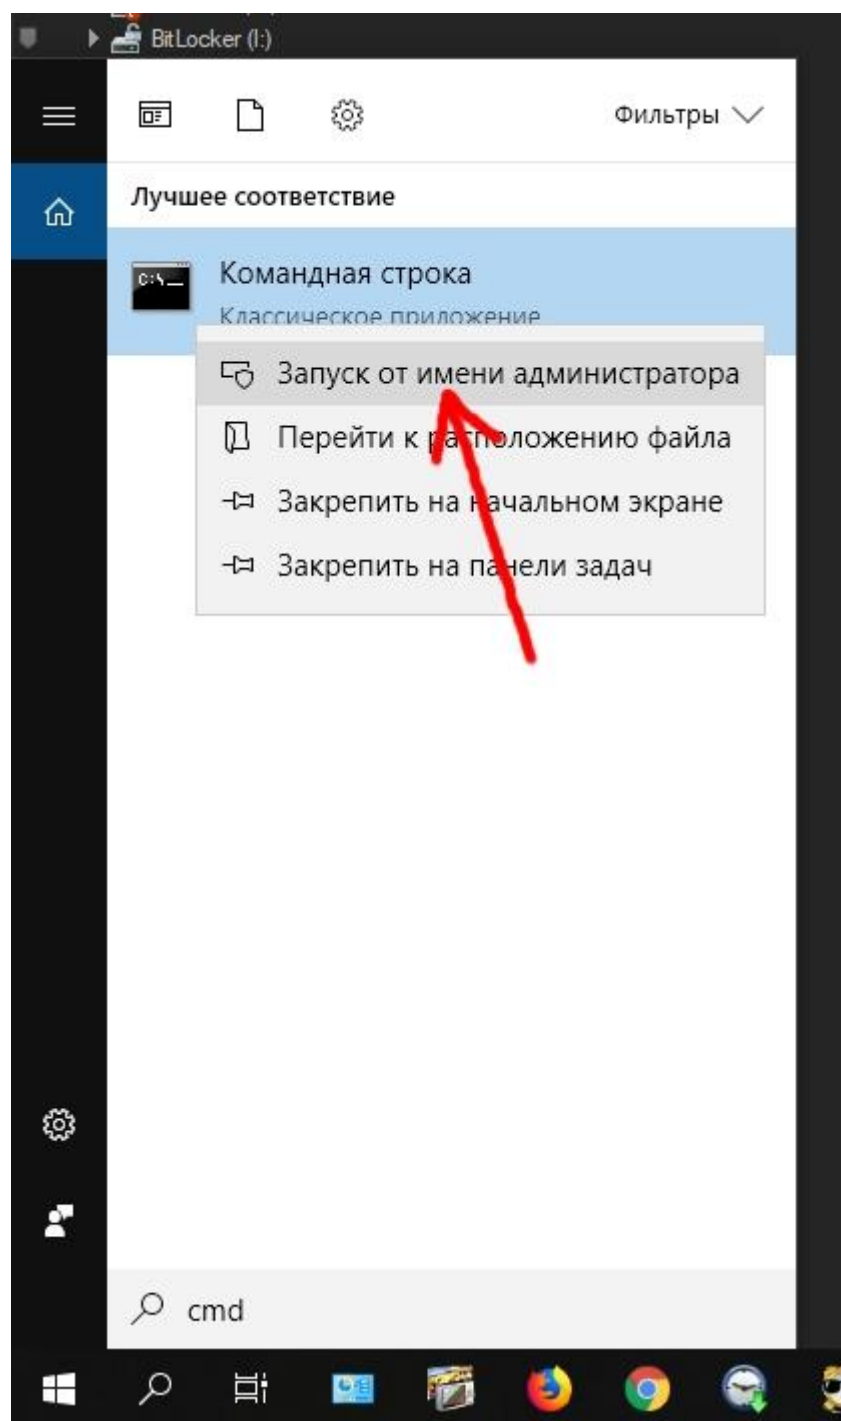 BitLocker (I:)
Фильтры
Лучшее соответствие
C:\
Командная строка
Классическое приложение
Запуск от имени администратора
Перейти к расположению файла
Закрепить на начальном экране
Закрепить на панели задач
cmd